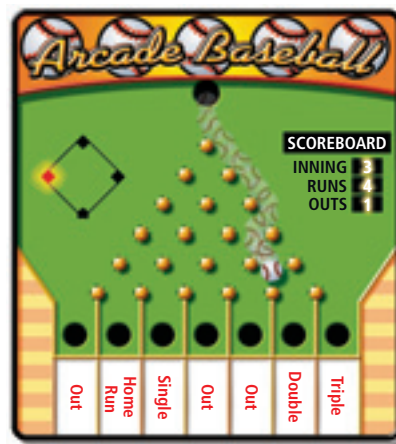 Arcade Baseball
SCOREBOARD
INNING 3
RUNS 4
OUTS 1
Out
Home
Run
Single
Out
Out
Double
Triple